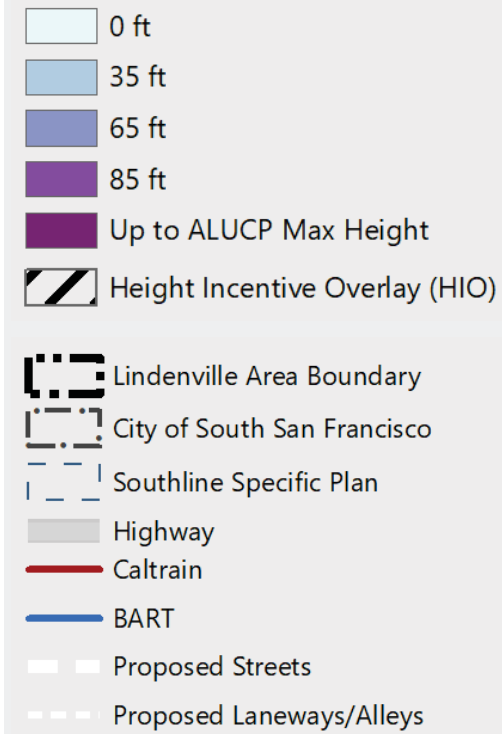 0 ft
35 ft
65 ft
85 ft
Up to ALUCP Max Height
Height Incentive Overlay (HIO)
Lindenville Area Boundary
City of South San Francisco
Southline Specific Plan
Highway
Caltrain
BART
Proposed Streets
Proposed Laneways/Alleys